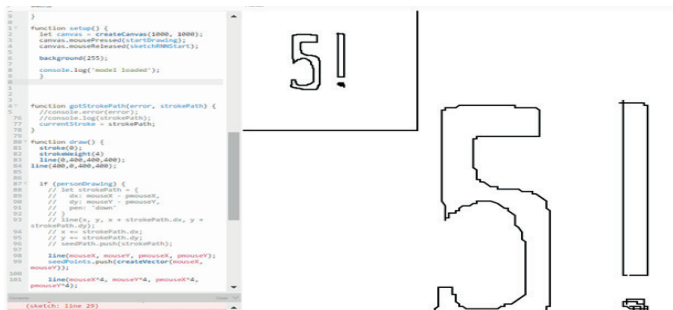 }
function setup() {
let canvas = createCanvas(1000, 1000);
canvas.mousePressed(startDrawing);
canvas.mouseReleased(sketchRNNStart);
background(255);
console.log('model loaded');
}
function gotStrokePath(error, strokePath) {
//console.error(error);
//console.log(strokePath);
currentStroke = strokePath;
}
function draw() {
stroke(0);
strokeWeight(4)
line(0,400,400,400);
line(400,0,400,400);
if (personDrawing) {
// let strokePath = {
// dx: mouseX - pmouseX,
// dy: mouseY - pmouseY,
// pen: 'down'
// }
// line(x, y, x + strokePath.dx, y +
strokePath.dy);
// x += strokePath.dx;
// y += strokePath.dy;
// seedPath.push(strokePath);
line(mouseX, mouseY, pmouseX, pmouseY);
seedPoints.push(createVector(mouseX,
mouseY));
line(mouseX*4, mouseY*4, pmouseX*4,
pmouseY*4);
(sketch: line 29)
5!
5!